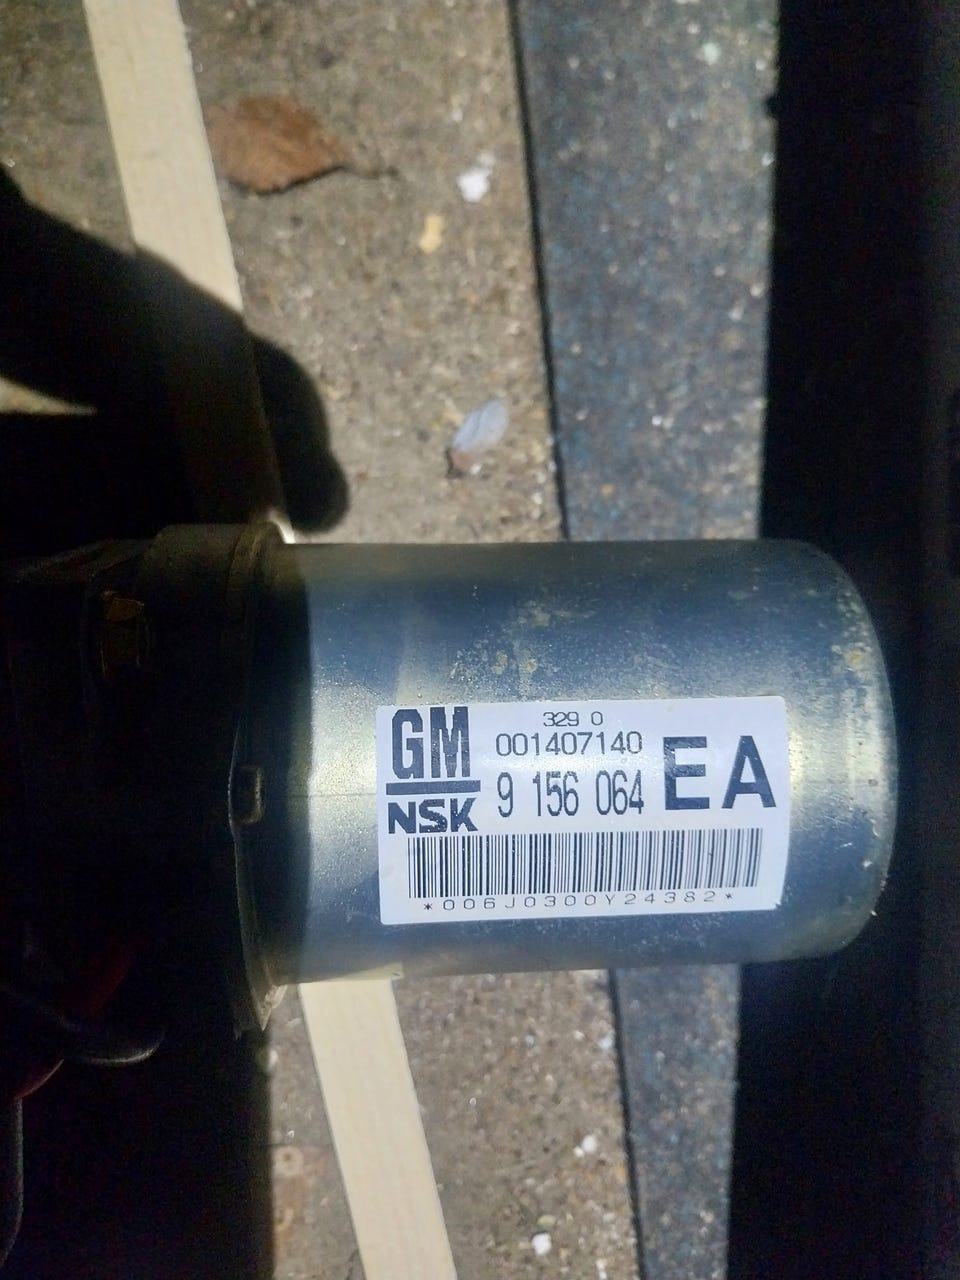 GM
NSK
329 0
001407140
9 156 064
EA
*006J0300Y24382*